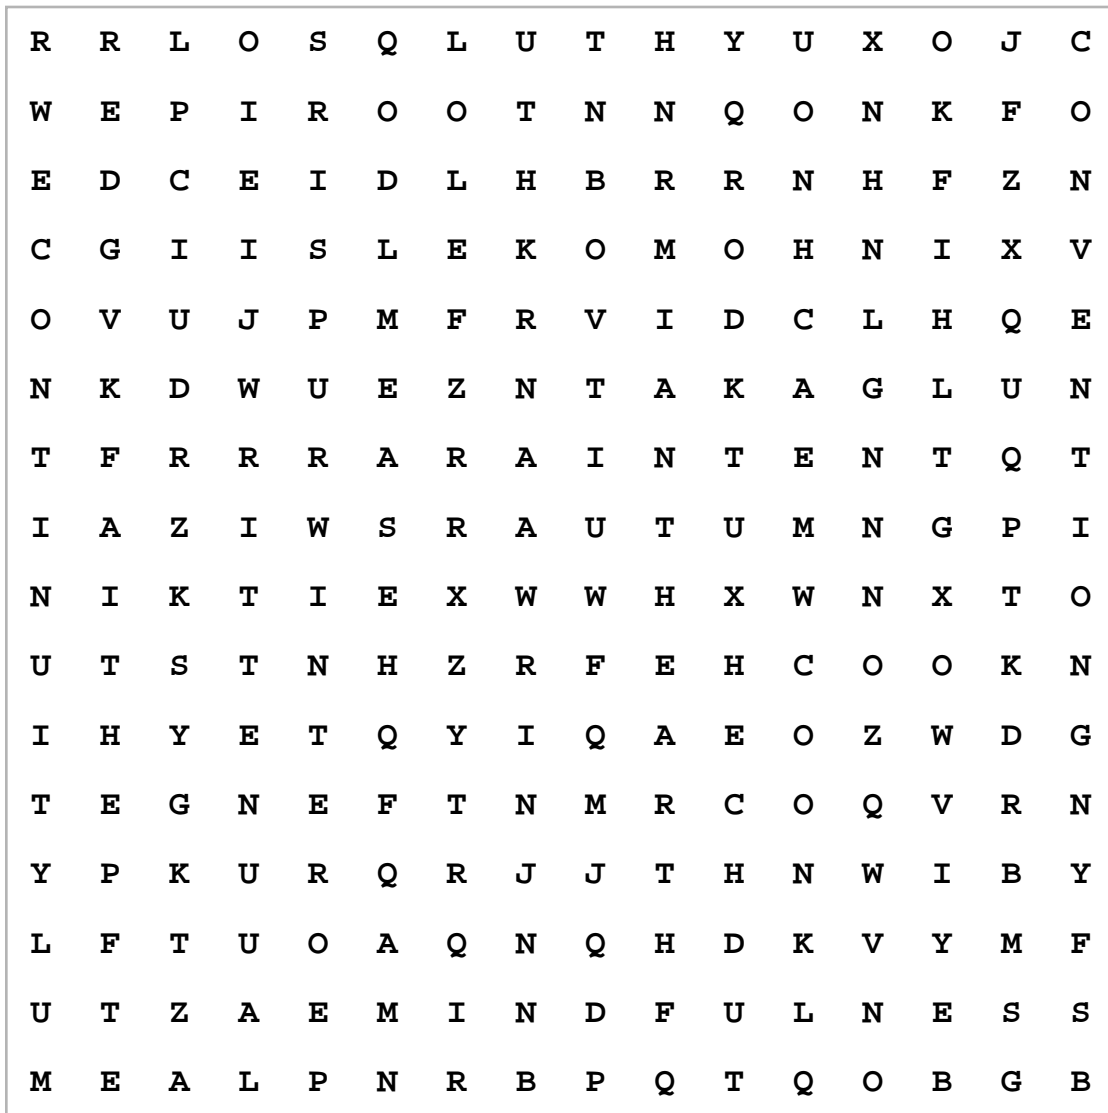 R R L O S Q L U T H Y U X O J C
W E P I R O O T N N Q O N K F O
E D C E I D L H B R R N H F Z N
C G I I S L E K O M O H N I X V
O V U J P M F R V I D C L H Q E
N K D W U E Z N T A K A G L U N
T F R R R A R A I N T E N T Q T
I A Z I W S R A U T U M N G P I
N I K T I E X W W H X W N X T O
U T S T N H Z R F E H C O O K N
I H Y E T Q Y I Q A E O Z W D G
T E G N E F T N M R C O Q V R N
Y P K U R Q R J J T H N W I B Y
L F T U O A Q N Q H D K V Y M F
U T Z A E M I N D F U L N E S S
M E A L P N R B P Q T Q O B G B